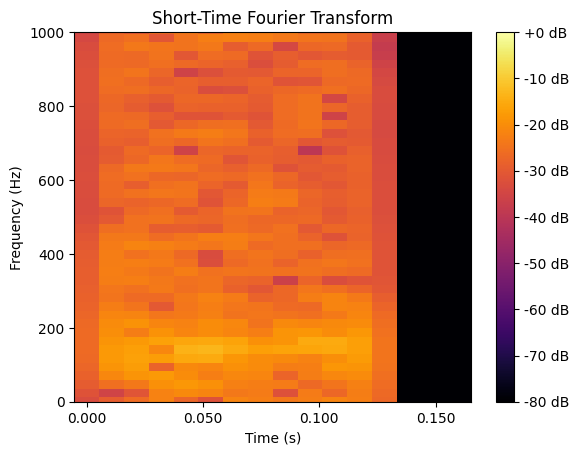 Short-Time Fourier Transform
Frequency (Hz)
1000
800
600
400
200
0
0.000
0.050
0.100
0.150
Time (s)
+0 dB
-10 dB
-20 dB
-30 dB
-40 dB
-50 dB
-60 dB
-70 dB
-80 dB